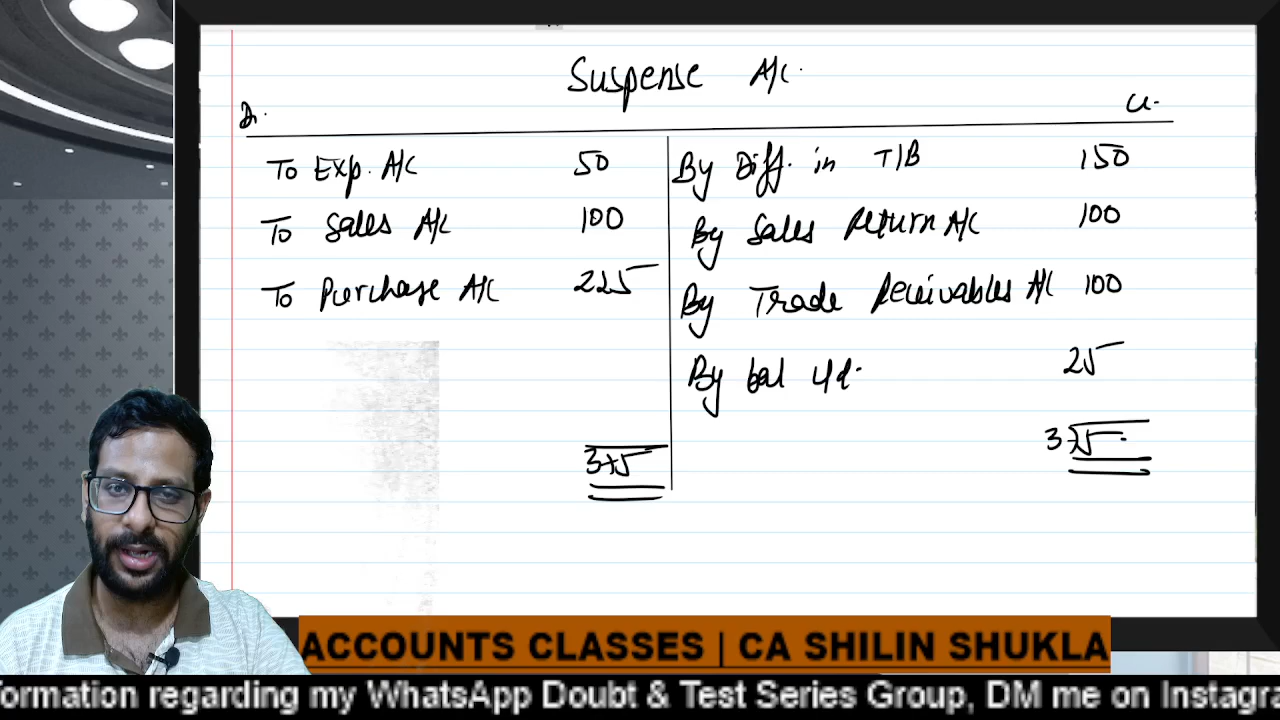 Suspense A/c.
Dr. Cr.
To Exp. A/c 50 By Diff. in T/B 150
To Sales A/c 100 By Sales Return A/c 100
To Purchase A/c 225 By Trade Receivables A/c 100
By bal c/d. 25
375 375
ACCOUNTS CLASSES | CA SHILIN SHUKLA
formation regarding my WhatsApp Doubt & Test Series Group, DM me on Instagra